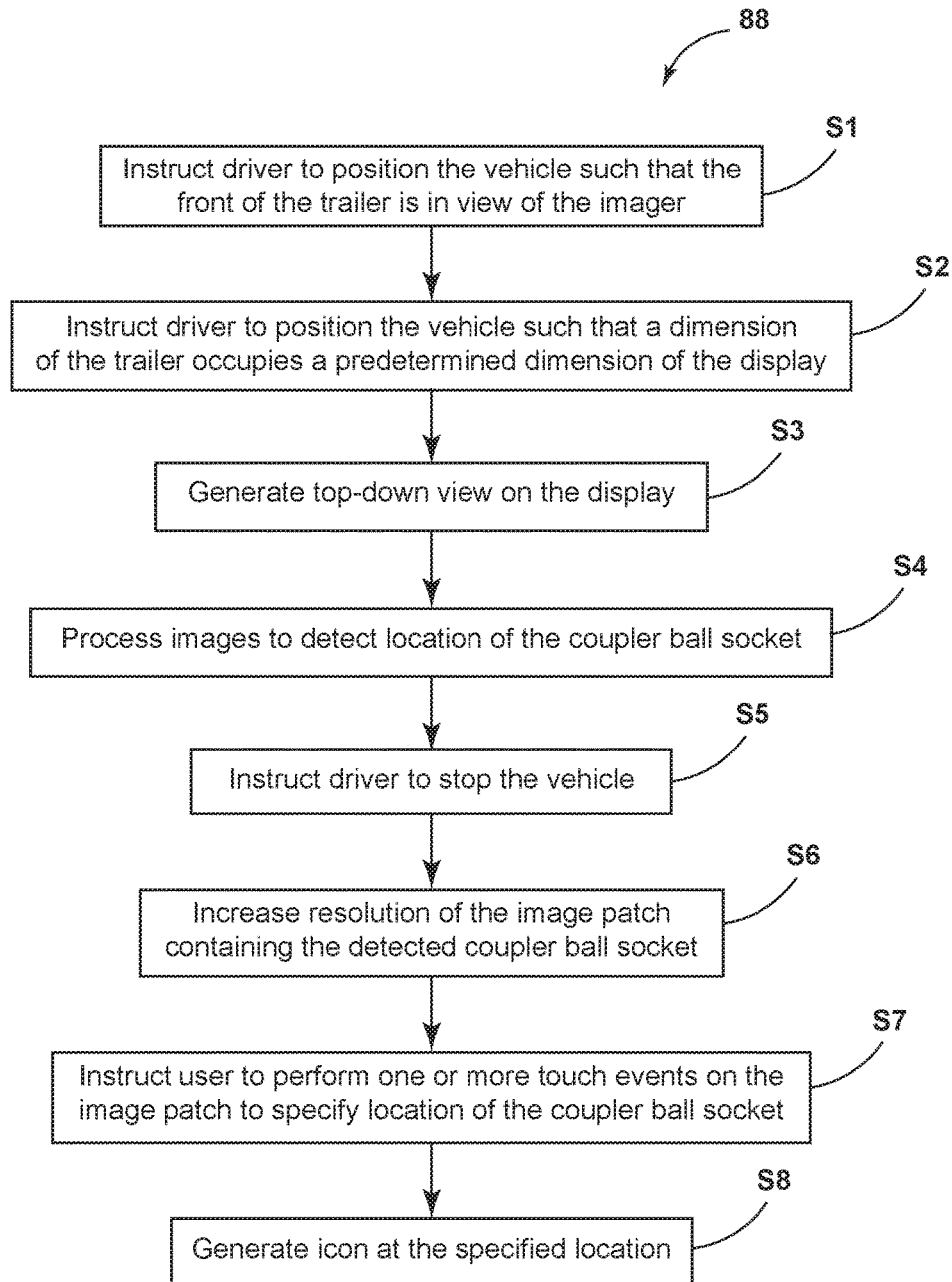 88
S1
Instruct driver to position the vehicle such that the
front of the trailer is in view of the imager
S2
Instruct driver to position the vehicle such that a dimension
of the trailer occupies a predetermined dimension of the display
S3
Generate top-down view on the display
S4
Process images to detect location of the coupler ball socket
S5
Instruct driver to stop the vehicle
S6
Increase resolution of the image patch
containing the detected coupler ball socket
S7
Instruct user to perform one or more touch events on the
image patch to specify location of the coupler ball socket
S8
Generate icon at the specified location